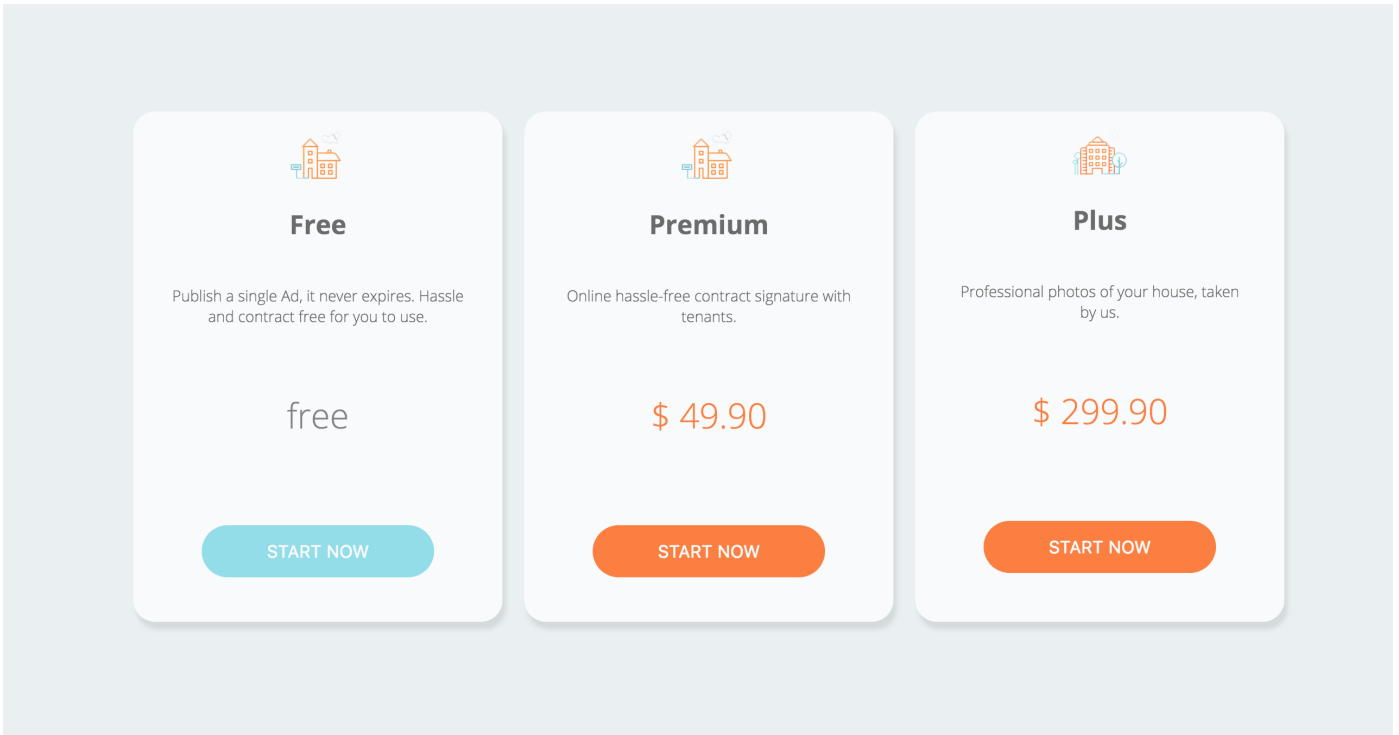 Free
Publish a single Ad, it never expires. Hassle
and contract free for you to use.
free
START NOW
Premium
Online hassle-free contract signature with
tenants.
$ 49.90
START NOW
Plus
Professional photos of your house, taken
by us.
$ 299.90
START NOW